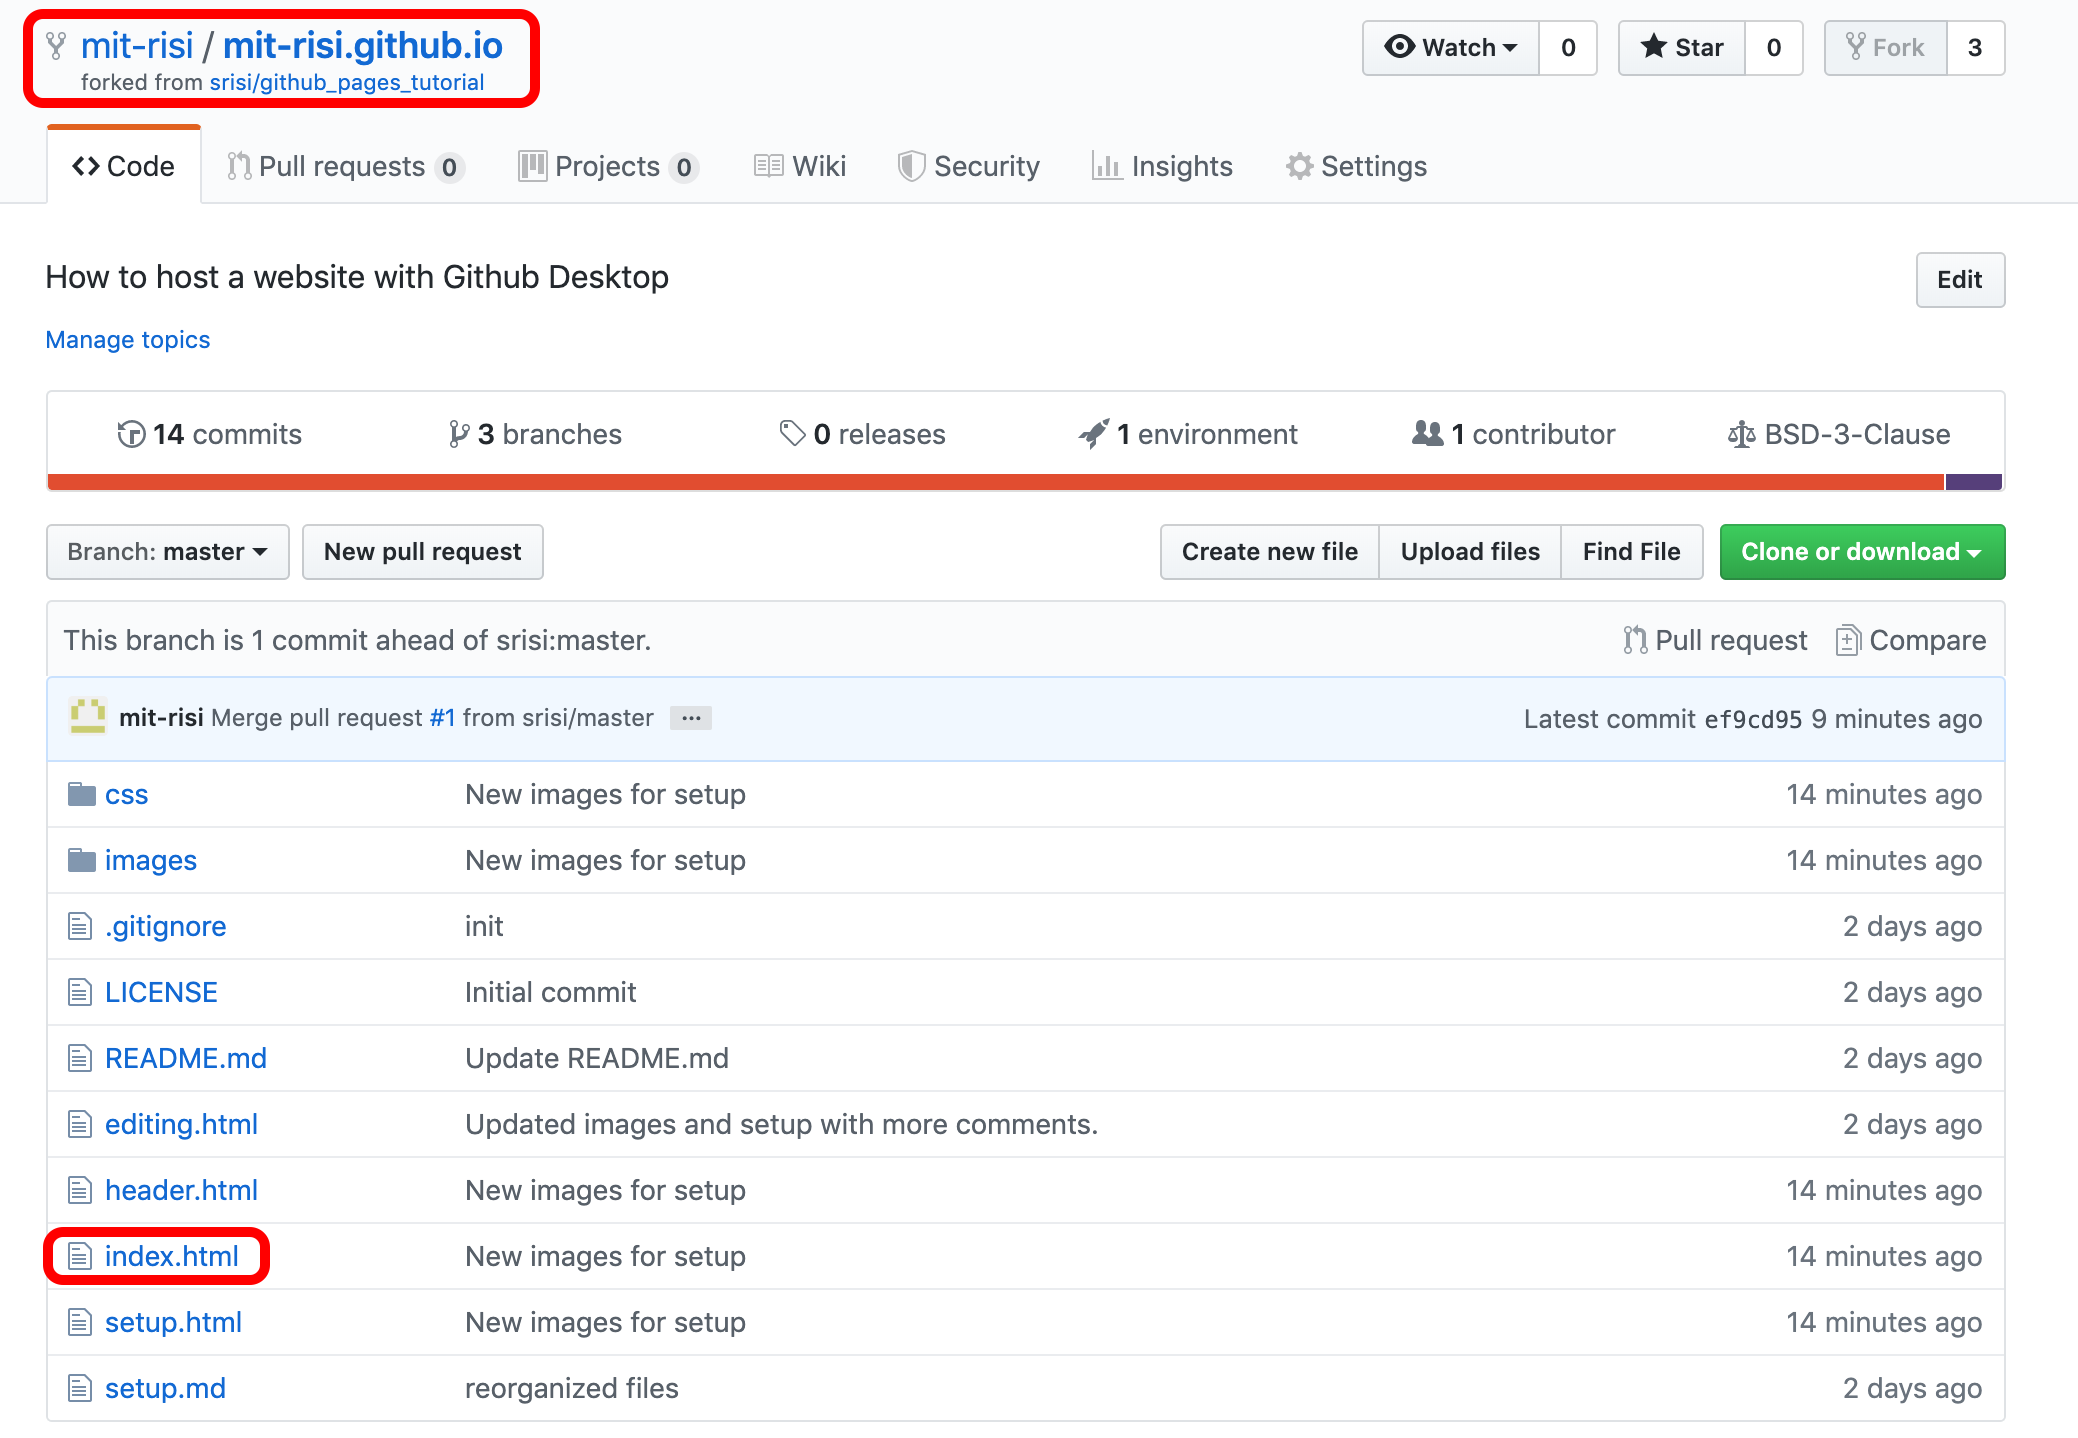 mit-risi / mit-risi.github.io
forked from srisi/github_pages_tutorial
Watch 0 Star 0 Fork 3
Code Pull requests 0 Projects 0 Wiki Security Insights Settings
How to host a website with Github Desktop
Edit
Manage topics
14 commits 3 branches 0 releases 1 environment 1 contributor BSD-3-Clause
Branch: master New pull request Create new file Upload files Find File Clone or download
This branch is 1 commit ahead of srisi:master. Pull request Compare
mit-risi Merge pull request #1 from srisi/master ... Latest commit ef9cd95 9 minutes ago
css New images for setup 14 minutes ago
images New images for setup 14 minutes ago
.gitignore init 2 days ago
LICENSE Initial commit 2 days ago
README.md Update README.md 2 days ago
editing.html Updated images and setup with more comments. 2 days ago
header.html New images for setup 14 minutes ago
index.html New images for setup 14 minutes ago
setup.html New images for setup 14 minutes ago
setup.md reorganized files 2 days ago